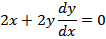 2x + 2y dy/dx = 0